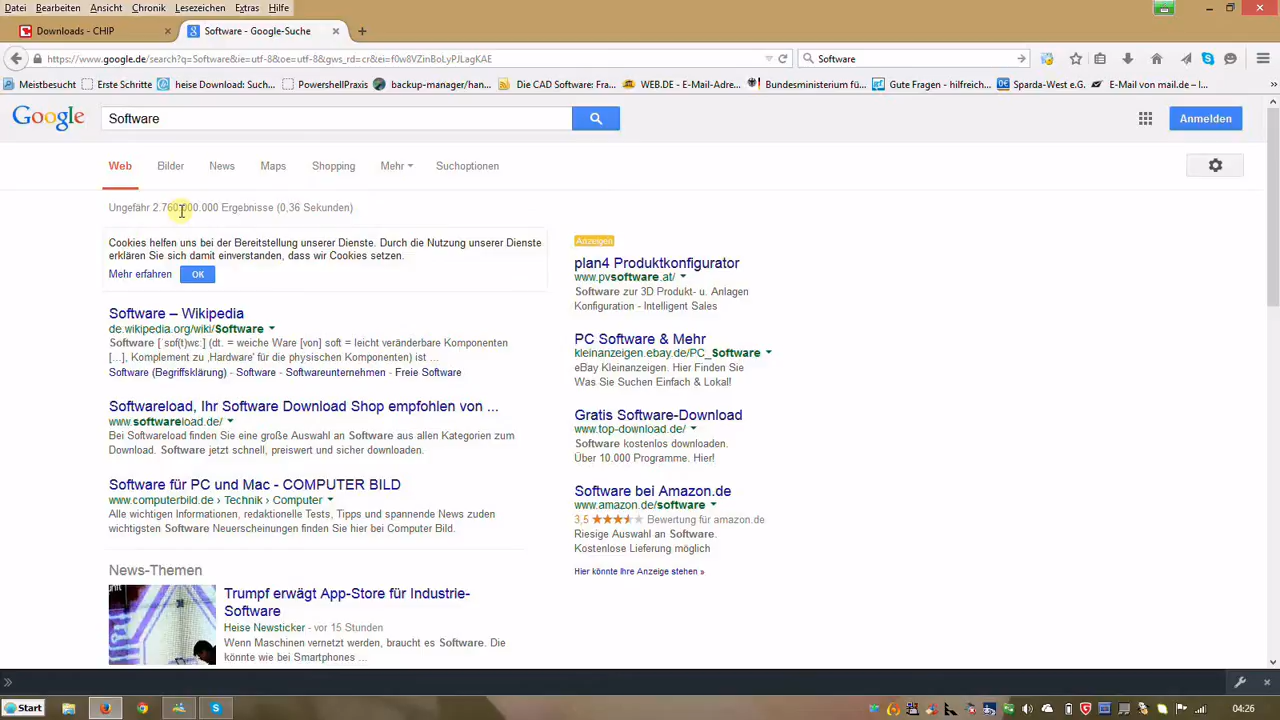 Datei Bearbeiten Ansicht Chronik Lesezeichen Extras Hilfe
Downloads - CHIP
Software - Google-Suche
https://www.google.de/search?q=Software&ie=utf-8&oe=utf-8&gws_rd=cr&ei=f0w8VZinBoLyPJLagKAE
Software
Meistbesucht Erste Schritte heise Download: Such... PowershellPraxis backup-manager/han... Die CAD Software: Fra... WEB.DE - E-Mail-Adre... Bundesministerium fü... Gute Fragen - hilfreich... Sparda-West e.G. E-Mail von mail.de – I...
Google
Software
Anmelden
Web Bilder News Maps Shopping Mehr Suchoptionen
Ungefähr 2.760.000.000 Ergebnisse (0,36 Sekunden)
Cookies helfen uns bei der Bereitstellung unserer Dienste. Durch die Nutzung unserer Dienste
erklären Sie sich damit einverstanden, dass wir Cookies setzen.
Mehr erfahren OK
Software – Wikipedia
de.wikipedia.org/wiki/Software
Software [ˈsɒf(t)wɛː] (dt. = weiche Ware [von] soft = leicht veränderbare Komponenten
[...], Komplement zu ‚Hardware' für die physischen Komponenten) ist ...
Software (Begriffsklärung) - Software - Softwareunternehmen - Freie Software
Softwareload, Ihr Software Download Shop empfohlen von ...
www.softwareload.de/
Bei Softwareload finden Sie eine große Auswahl an Software aus allen Kategorien zum
Download. Software jetzt schnell, preiswert und sicher downloaden.
Software für PC und Mac - COMPUTER BILD
www.computerbild.de › Technik › Computer
Alle wichtigen Informationen, redaktionelle Tests, Tipps und spannende News zu den
wichtigsten Software Neuerscheinungen finden Sie hier bei Computer Bild.
News-Themen
Trumpf erwägt App-Store für Industrie-
Software
Heise Newsticker - vor 15 Stunden
Wenn Maschinen vernetzt werden, braucht es Software. Die
könnte wie bei Smartphones ...
Anzeigen
plan4 Produktkonfigurator
www.pvsoftware.at/
Software zur 3D Produkt- u. Anlagen
Konfiguration - Intelligent Sales
PC Software & Mehr
kleinanzeigen.ebay.de/PC_Software
eBay Kleinanzeigen. Hier Finden Sie
Was Sie Suchen Einfach & Lokal!
Gratis Software-Download
www.top-download.de/
Software kostenlos downloaden.
Über 10.000 Programme. Hier!
Software bei Amazon.de
www.amazon.de/software
3,5 ★★★★★ Bewertung für amazon.de
Riesige Auswahl an Software.
Kostenlose Lieferung möglich
Hier könnte Ihre Anzeige stehen »
Start
04:26